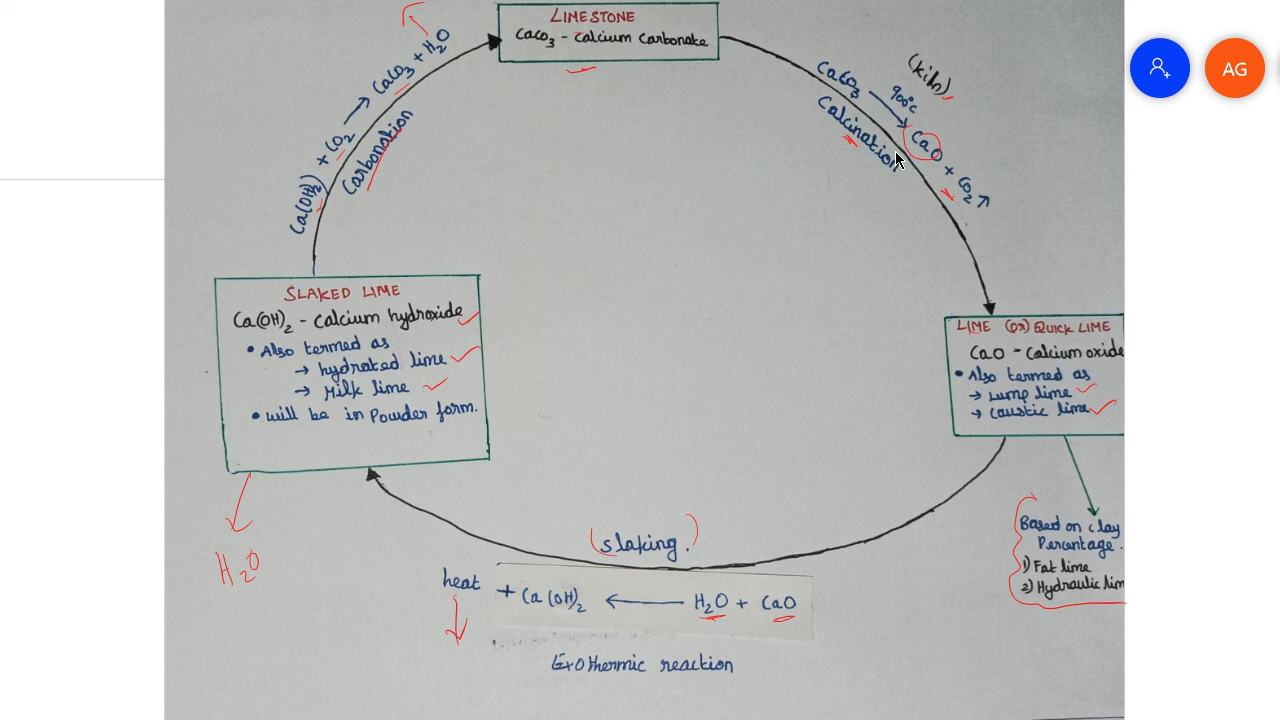 LIMESTONE
CaCO3 - Calcium Carbonate
CaCO3 → 900°C CaO + CO2 ↗
(kiln)
Calcination
Ca(OH)2 + CO2 → CaCO3 + H2O
Carbonation
SLAKED LIME
Ca(OH)2 - Calcium hydroxide
• Also termed as
→ hydrated lime
→ Milk lime
• will be in Powder form.
H2O
LIME (or) QUICK LIME
CaO - Calcium oxide
• Also termed as
→ Lump lime
→ Caustic lime
Based on clay
Percentage.
1) Fat lime
2) Hydraulic lim
(slaking.)
heat + Ca(OH)2 ← H2O + CaO
Exothermic reaction
AG